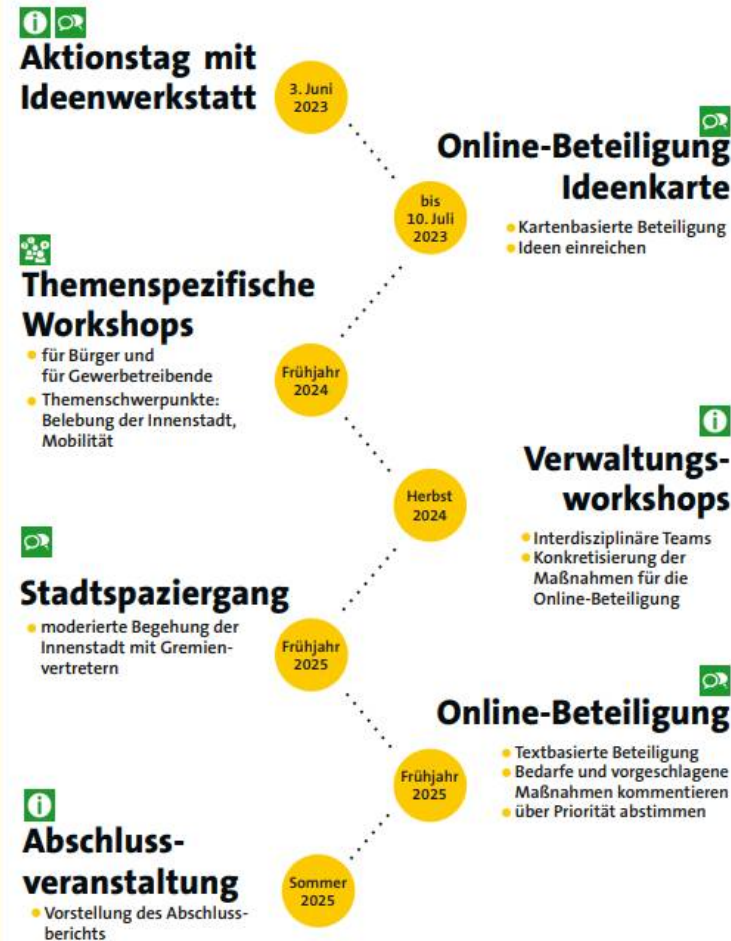 Aktionstag mit
Ideenwerkstatt
3. Juni
2023
Online-Beteiligung
Ideenkarte
bis
10. Juli
2023
Kartenbasierte Beteiligung
Ideen einreichen
Themenspezifische
Workshops
für Bürger und
für Gewerbetreibende
Themenschwerpunkte:
Belebung der Innenstadt,
Mobilität
Frühjahr
2024
Verwaltungs-
workshops
Herbst
2024
Interdisziplinäre Teams
Konkretisierung der
Maßnahmen für die
Online-Beteiligung
Stadtspaziergang
moderierte Begehung der
Innenstadt mit Gremien-
vertretern
Frühjahr
2025
Online-Beteiligung
Frühjahr
2025
Textbasierte Beteiligung
Bedarfe und vorgeschlagene
Maßnahmen kommentieren
über Priorität abstimmen
Abschluss-
veranstaltung
Sommer
2025
Vorstellung des Abschluss-
berichts